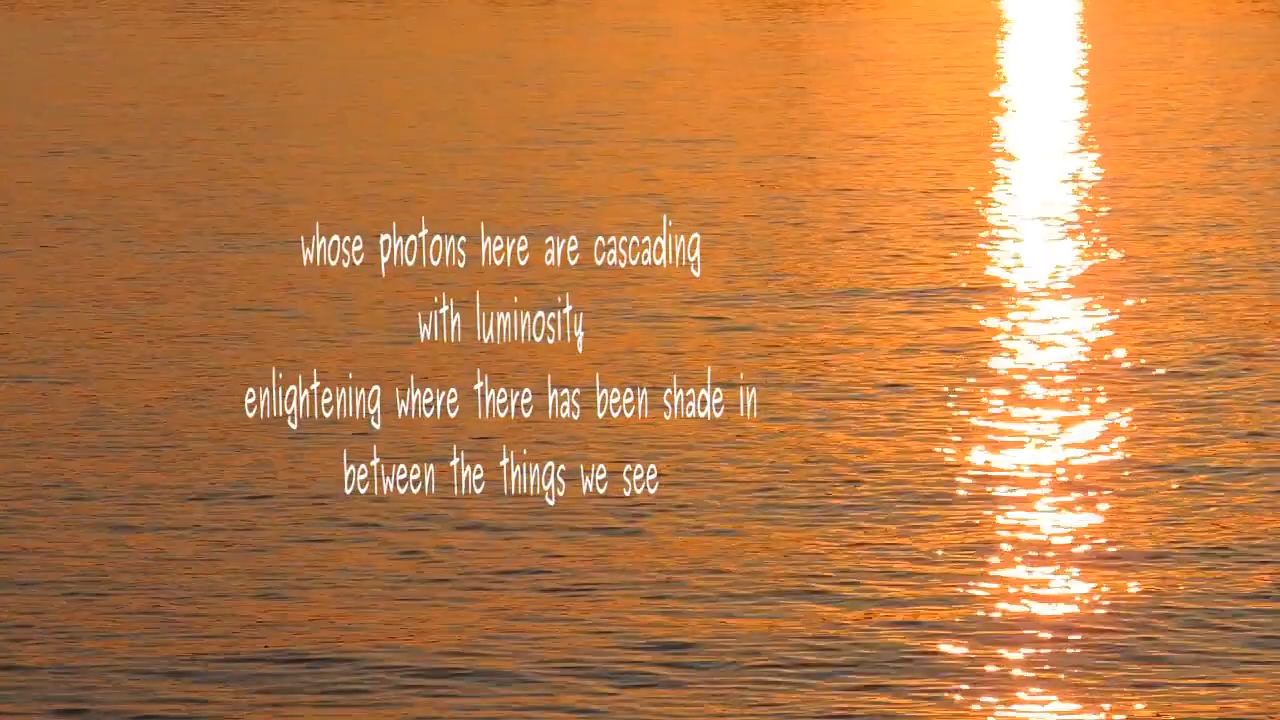 whose photons here are cascading
with luminosity
enlightening where there has been shade in
between the things we see